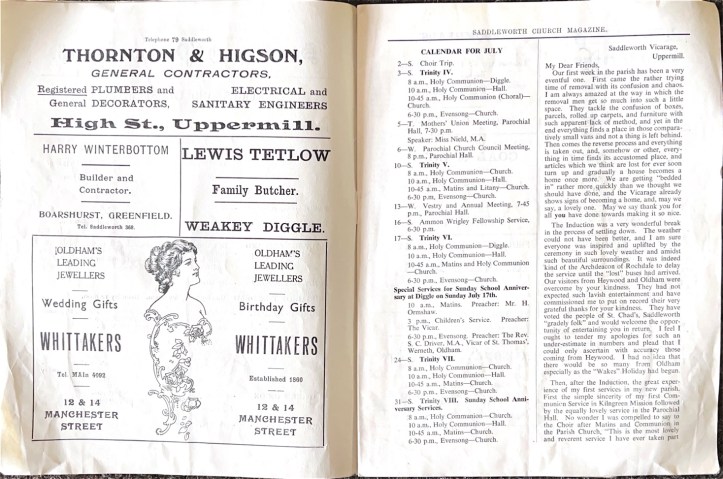 Telephone 79 Saddleworth
THORNTON & HIGSON,
GENERAL CONTRACTORS,
Registered PLUMBERS and
General DECORATORS,
ELECTRICAL and
SANITARY ENGINEERS
High St., Uppermill.
HARRY WINTERBOTTOM
Builder and
Contractor.
BOARSHURST, GREENFIELD.
Tel. Saddleworth 360.
LEWIS TETLOW
Family Butcher.
WEAKEY DIGGLE.
OLDHAM'S
LEADING
JEWELLERS
Wedding Gifts
WHITTAKERS
Tel. MAIn 4092
12 & 14
MANCHESTER
STREET
OLDHAM'S
LEADING
JEWELLERS
Birthday Gifts
WHITTAKERS
Established 1860
12 & 14
MANCHESTER
STREET
SADDLEWORTH CHURCH MAGAZINE.
CALENDAR FOR JULY
2—S. Choir Trip.
3—S. Trinity IV.
8 a.m., Holy Communion—Diggle.
10 a.m., Holy Communion—Hall.
10-45 a.m., Holy Communion (Choral)—
Church.
6-30 p.m., Evensong—Church.
5—T. Mothers' Union Meeting, Parochial
Hall, 7-30 p.m.
Speaker: Miss Nield, M.A.
6—W. Parochial Church Council Meeting,
8 p.m., Parochial Hall.
10—S. Trinity V.
8 a.m., Holy Communion—Church.
10 a.m., Holy Communion—Hall.
10-45 a.m., Matins and Litany—Church.
6-30 p.m., Evensong—Church.
13—W. Vestry and Annual Meeting, 7-45
p.m., Parochial Hall.
16—S. Ammon Wrigley Fellowship Service,
6-30 p.m.
17—S. Trinity VI.
8 a.m., Holy Communion—Diggle.
10 a.m., Holy Communion—Hall.
10-45 a.m., Matins and Holy Communion
—Church.
6-30 p.m., Evensong—Church.
Special Services for Sunday School Anniver-
sary at Diggle on Sunday July 17th.
10 a.m., Matins. Preacher: Mr. H.
Ormshaw.
3 p.m., Children's Service. Preacher:
The Vicar.
6-30 p.m., Evensong. Preacher: The Rev.
S. C. Driver, M.A., Vicar of St. Thomas',
Werneth, Oldham.
24—S. Trinity VII.
8 a.m., Holy Communion—Church.
10 a.m., Holy Communion—Hall.
10-45 a.m., Matins—Church.
6-30 p.m., Evensong—Church.
31—S. Trinity VIII. Sunday School Anni-
versary Services.
8 a.m., Holy Communion—Church.
10 a.m., Holy Communion—Hall.
10-45 a.m., Matins—Church.
6-30 p.m., Evensong—Church.
Saddleworth Vicarage,
Uppermill.
My Dear Friends,
Our first week in the parish has been a very
eventful one. First came the rather trying
time of removal with its confusion and chaos.
I am always amazed at the way in which the
removal men get so much into such a little
space. They tackle the confusion of boxes,
parcels, rolled up carpets, and furniture with
such apparent lack of method, and yet in the
end everything finds a place in those compara-
tively small vans and not a thing is left behind.
Then comes the reverse process and everything
is taken out, and, somehow or other, every-
thing in time finds its accustomed place, and
articles which we think are lost for ever soon
turn up and gradually a house becomes a
home once more. We are getting "bedded
in" rather more quickly than we thought we
should have done, and the Vicarage already
shows signs of becoming a home, and, may we
say, a lovely one. May we say thank you for
all you have done towards making it so nice.
The Induction was a very wonderful break
in the process of settling down. The weather
could not have been better, and I am sure
everyone was inspired and uplifted by the
ceremony in such lovely weather and amidst
such beautiful surroundings. It was indeed
kind of the Archdeacon of Rochdale to delay
the service until the "lost" buses had arrived.
Our visitors from Heywood and Oldham were
overcome by your kindness. They had not
expected such lavish entertainment and have
commissioned me to put on record their very
grateful thanks for your kindness. They have
voted the people of St. Chad's, Saddleworth
"gradely folk" and would welcome the oppor-
tunity of entertaining you in return. I feel I
ought to tender my apologies for such an
under-estimate in numbers and plead that I
could only ascertain with accuracy those
coming from Heywood. I had no idea that
there would be so many from Oldham
especially as the "Wakes" Holiday had begun.
Then, after the Induction, the great exper-
ience of my first services in my new parish.
First the simple sincerity of my first Com-
munion Service in Kilngreen Mission followed
by the equally lovely service in the Parochial
Hall. No wonder I was compelled to say to
the Choir after Matins and Communion in
the Parish Church, "This is the most lovely
and reverent service I have ever taken part